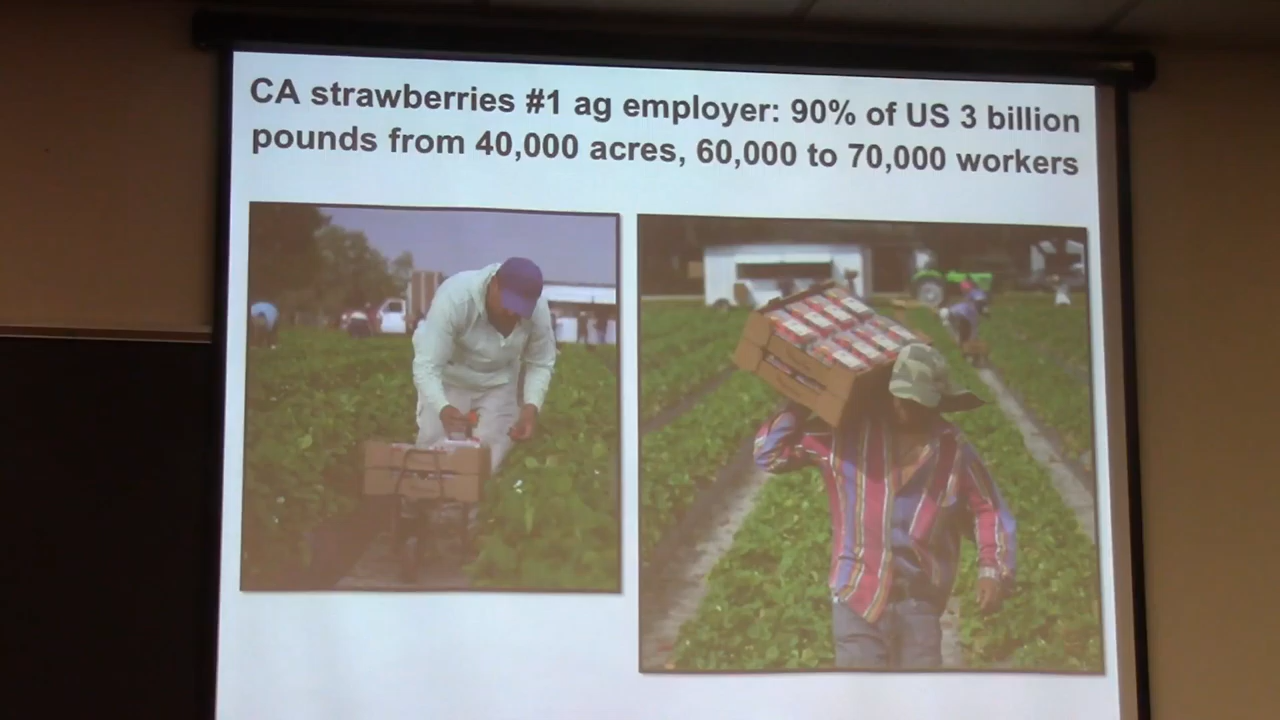 CA strawberries #1 ag employer: 90% of US 3 billion
pounds from 40,000 acres, 60,000 to 70,000 workers